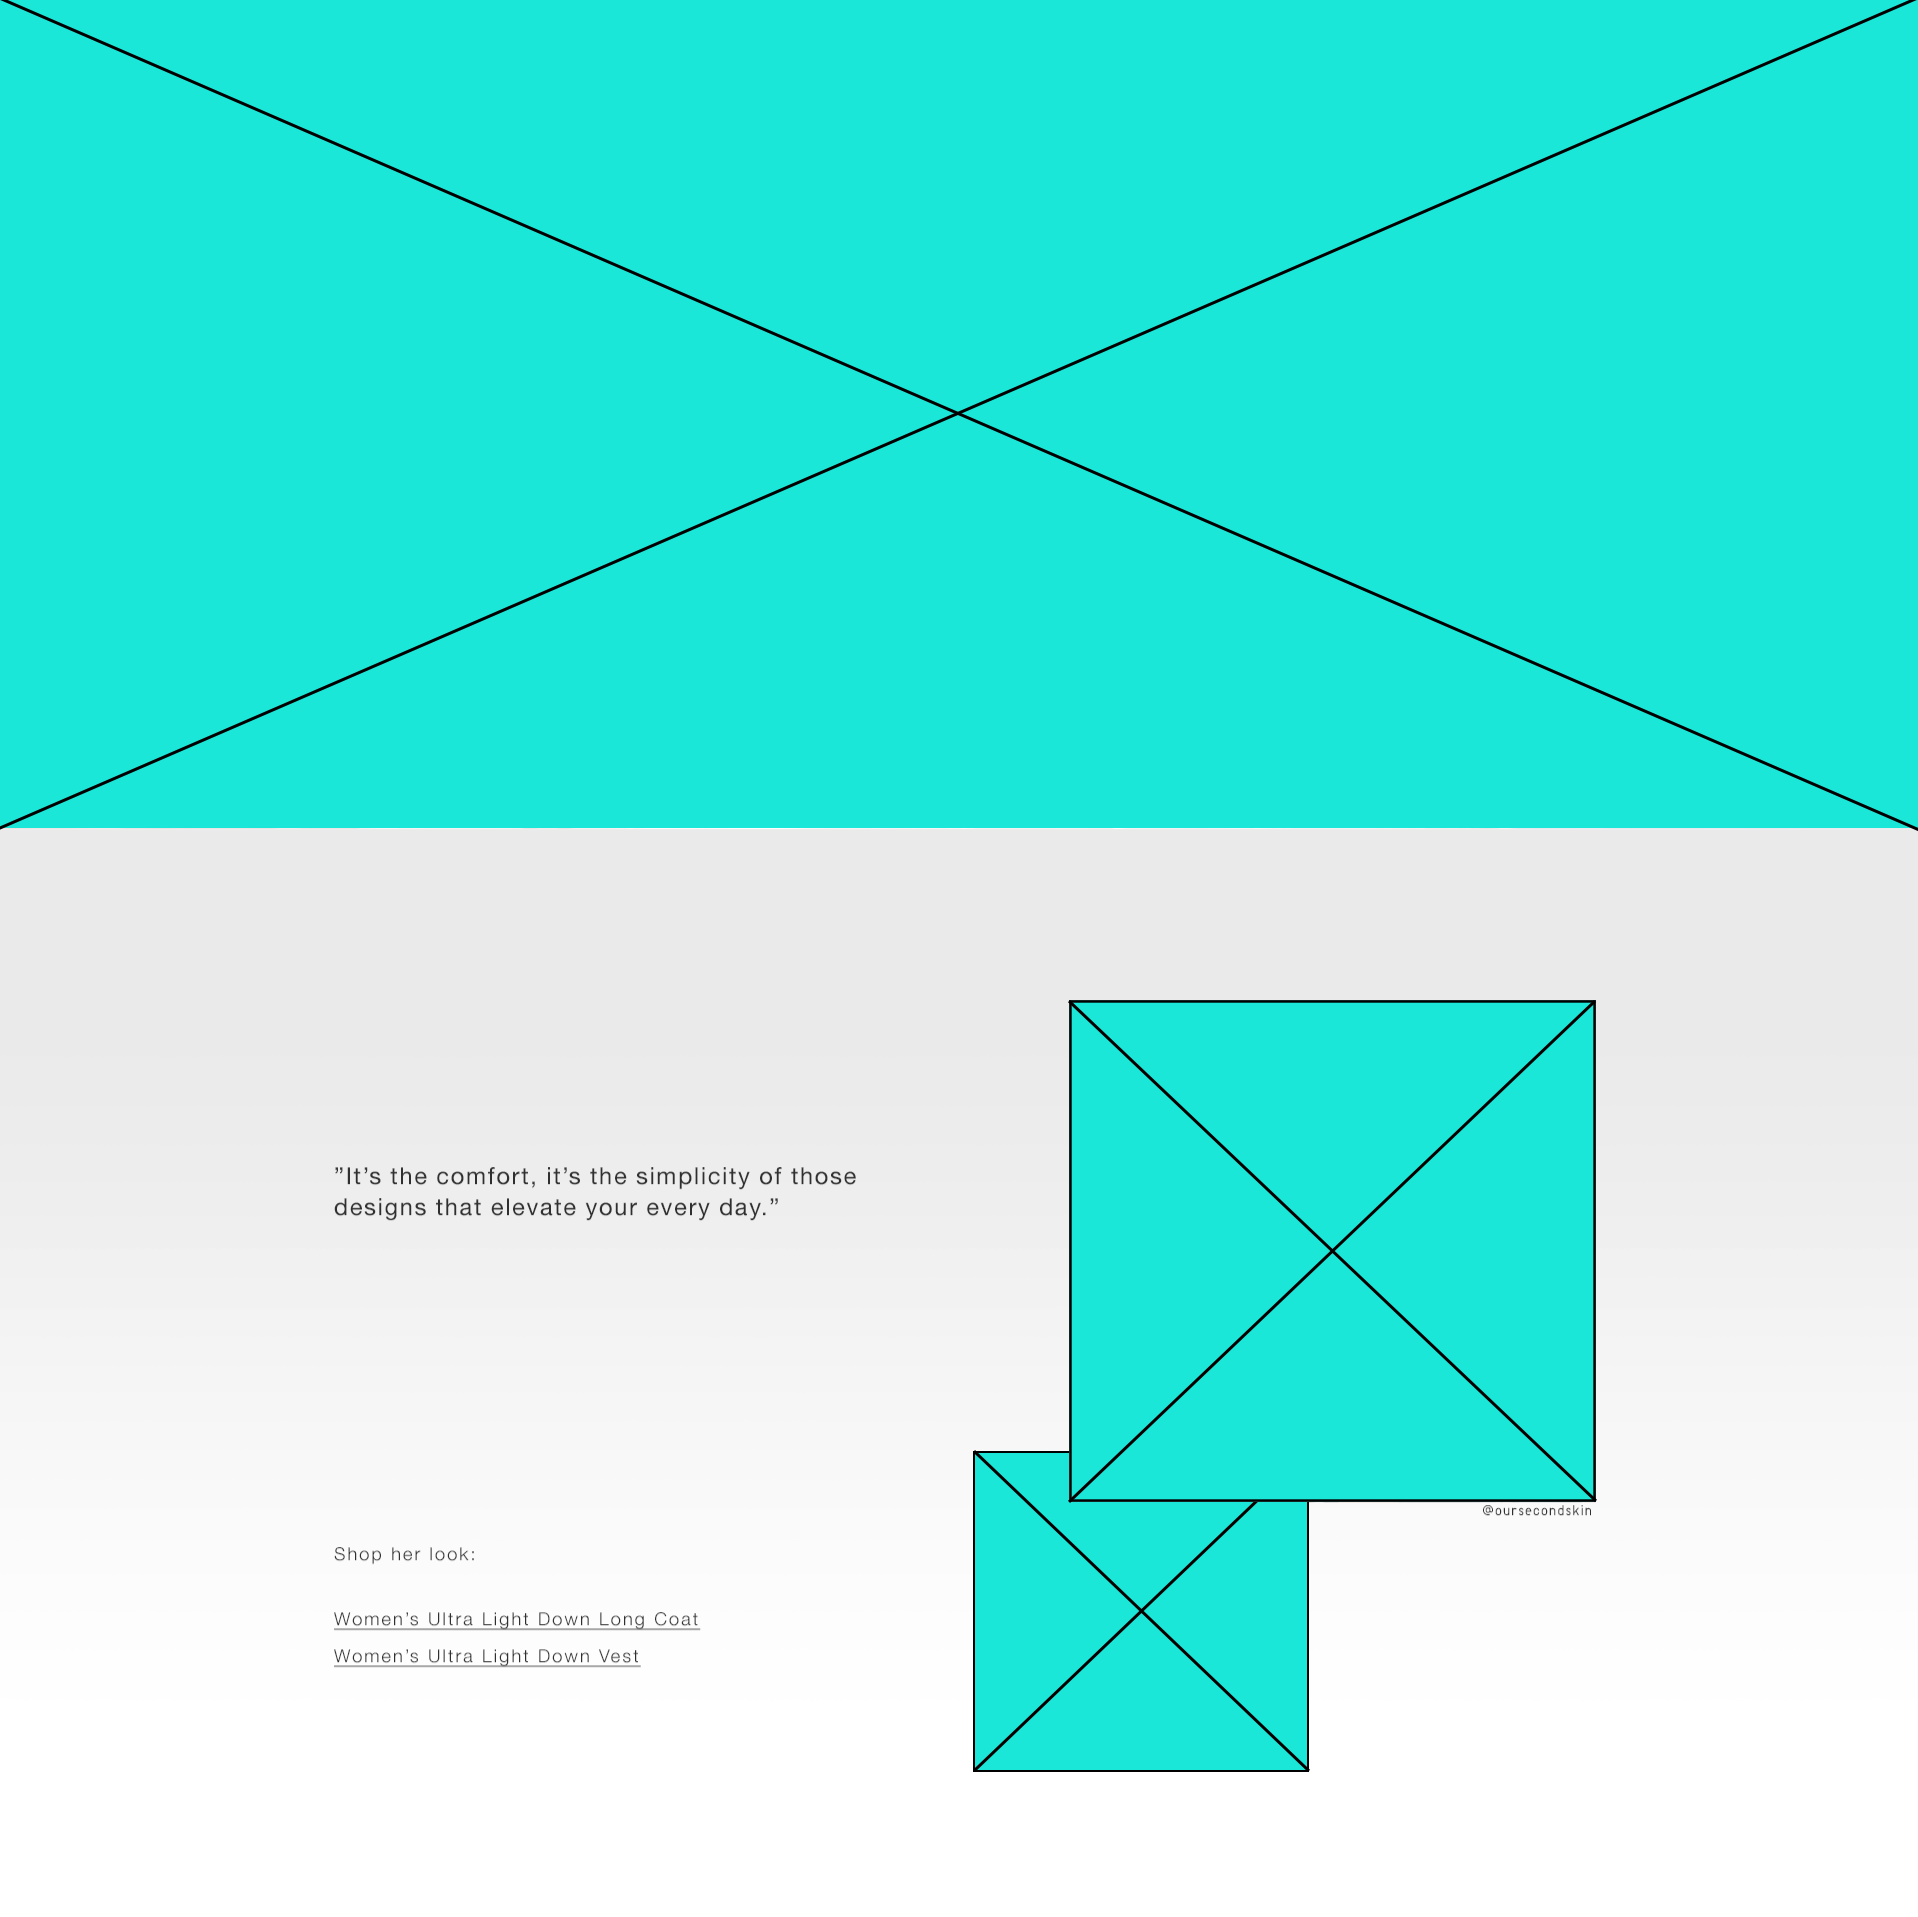 ”It’s the comfort, it’s the simplicity of those
designs that elevate your every day.”
@oursecondskin
Shop her look:
Women’s Ultra Light Down Long Coat
Women’s Ultra Light Down Vest